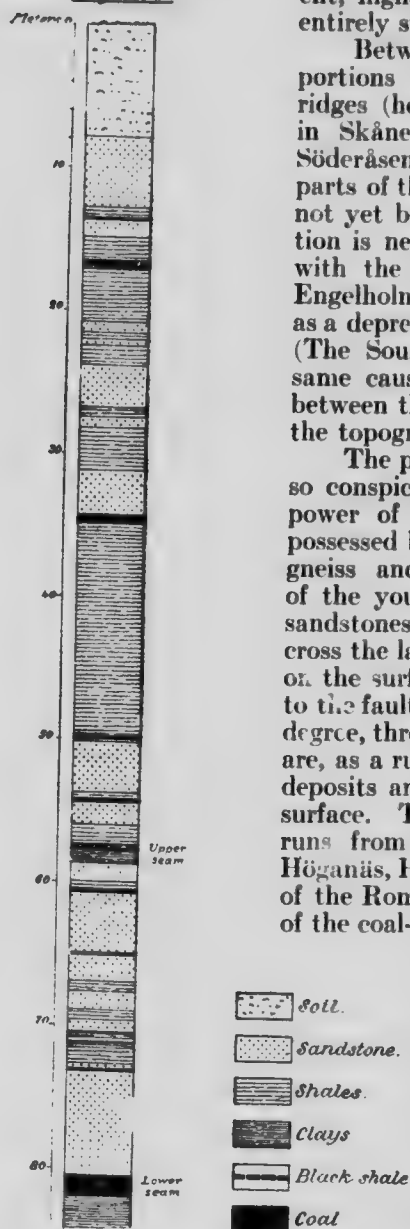 Meter
10
20
30
40
50
60
70
80
Upper
seam
Lower
seam
Soil.
Sandstone.
Shales.
Clays
Black shale
Coal
entirely s
Betw
portions
ridges (he
in Skåne
Söderåsen
parts of th
not yet b
tion is ne
with the
Engelholm
as a depre
(The Sou
same caus
between th
the topogr
The p
so conspic
power of
possessed b
gneiss and
of the you
sandstones
cross the la
on the surf
to the fault
degree, thro
are, as a ru
deposits ar
surface. T
runs from
Höganäs, H
of the Rom
of the coal-